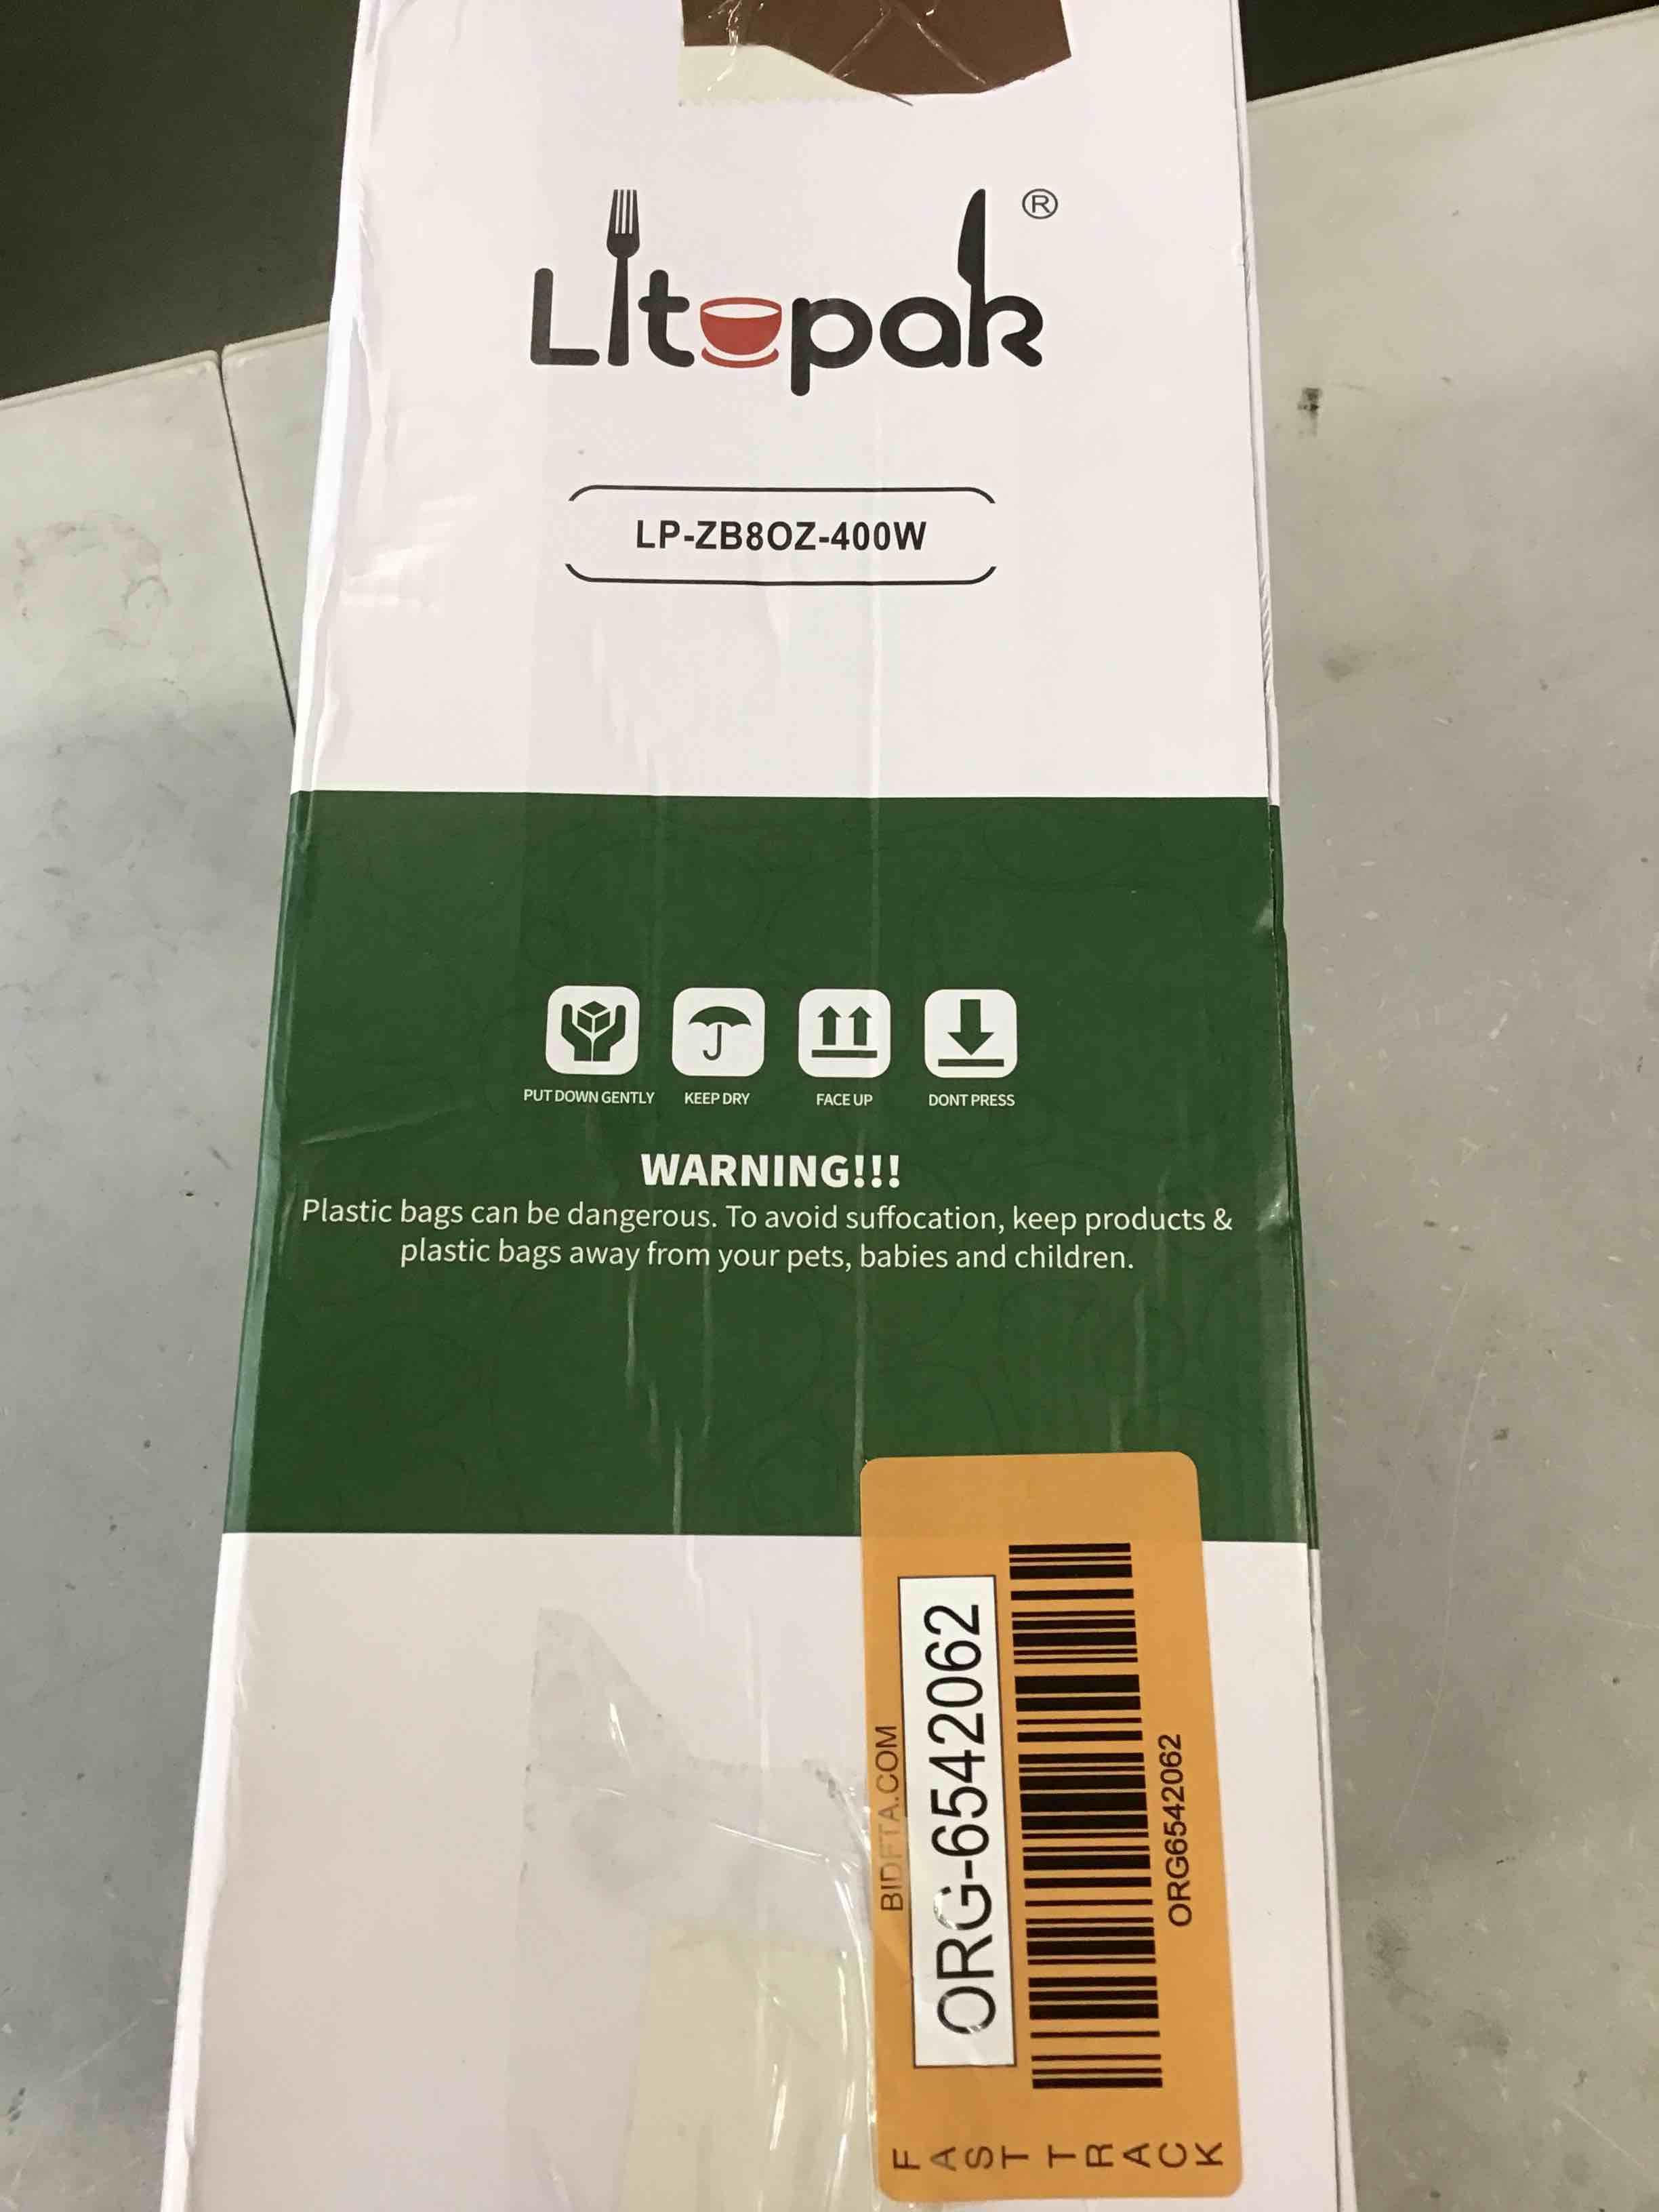 Litopak ®
LP-ZB8OZ-400W
PUT DOWN GENTLY KEEP DRY FACE UP DONT PRESS
WARNING!!!
Plastic bags can be dangerous. To avoid suffocation, keep products &
plastic bags away from your pets, babies and children.
BIDFTA.COM
ORG-6542062
ORG6542062
FAST TRACK